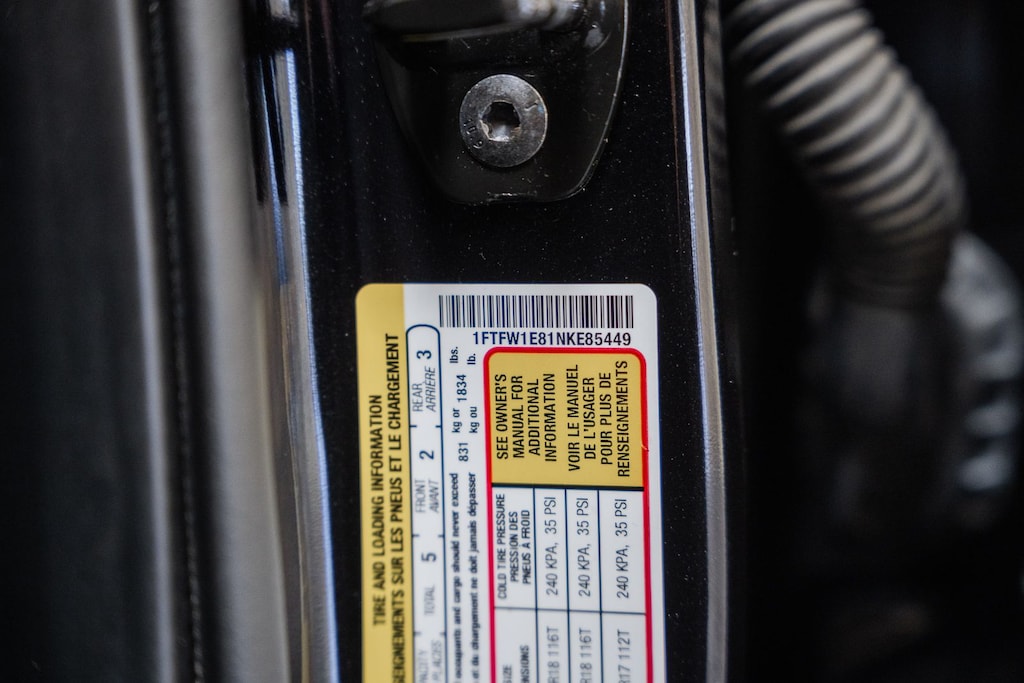 1FTFW1E81NKE85449
TIRE AND LOADING INFORMATION
SEIGNEMENTS SUR LES PNEUS ET LE CHARGEMENT
TOTAL 5 FRONT 2 REAR 3
PLACES AVANT ARRIÈRE
occupants and cargo should never exceed 831 kg or 1834 lbs.
et du chargement ne doit jamais dépasser kg ou lb.
COLD TIRE PRESSURE
PRESSION DES
PNEUS À FROID
SEE OWNER'S
MANUAL FOR
ADDITIONAL
INFORMATION
VOIR LE MANUEL
DE L'USAGER
POUR PLUS DE
RENSEIGNEMENTS
R18 116T 240 KPA, 35 PSI
R18 116T 240 KPA, 35 PSI
R17 112T 240 KPA, 35 PSI